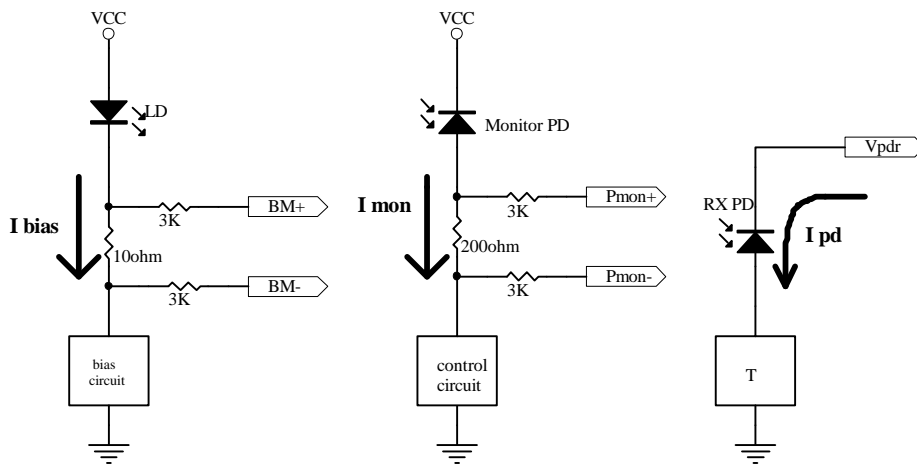 VCC
LD
I bias
3K
BM+
10ohm
3K
BM-
bias
circuit
VCC
Monitor PD
I mon
3K
Pmon+
200ohm
3K
Pmon-
control
circuit
Vpdr
RX PD
I pd
T